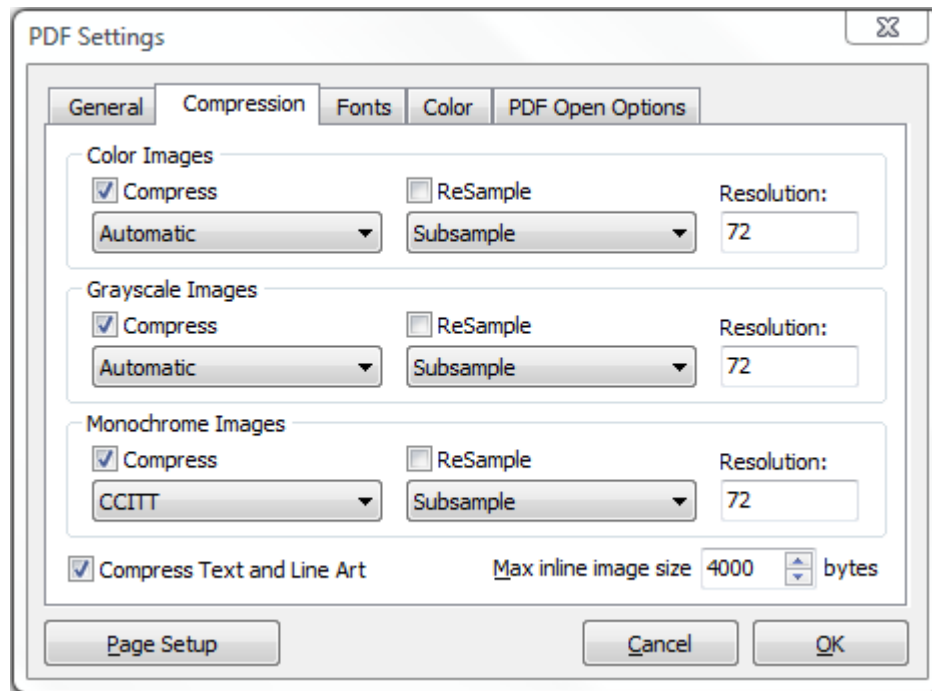 PDF Settings
General Compression Fonts Color PDF Open Options
Color Images
Compress ReSample Resolution:
Automatic Subsample 72
Grayscale Images
Compress ReSample Resolution:
Automatic Subsample 72
Monochrome Images
Compress ReSample Resolution:
CCITT Subsample 72
Compress Text and Line Art Max inline image size 4000 bytes
Page Setup Cancel OK